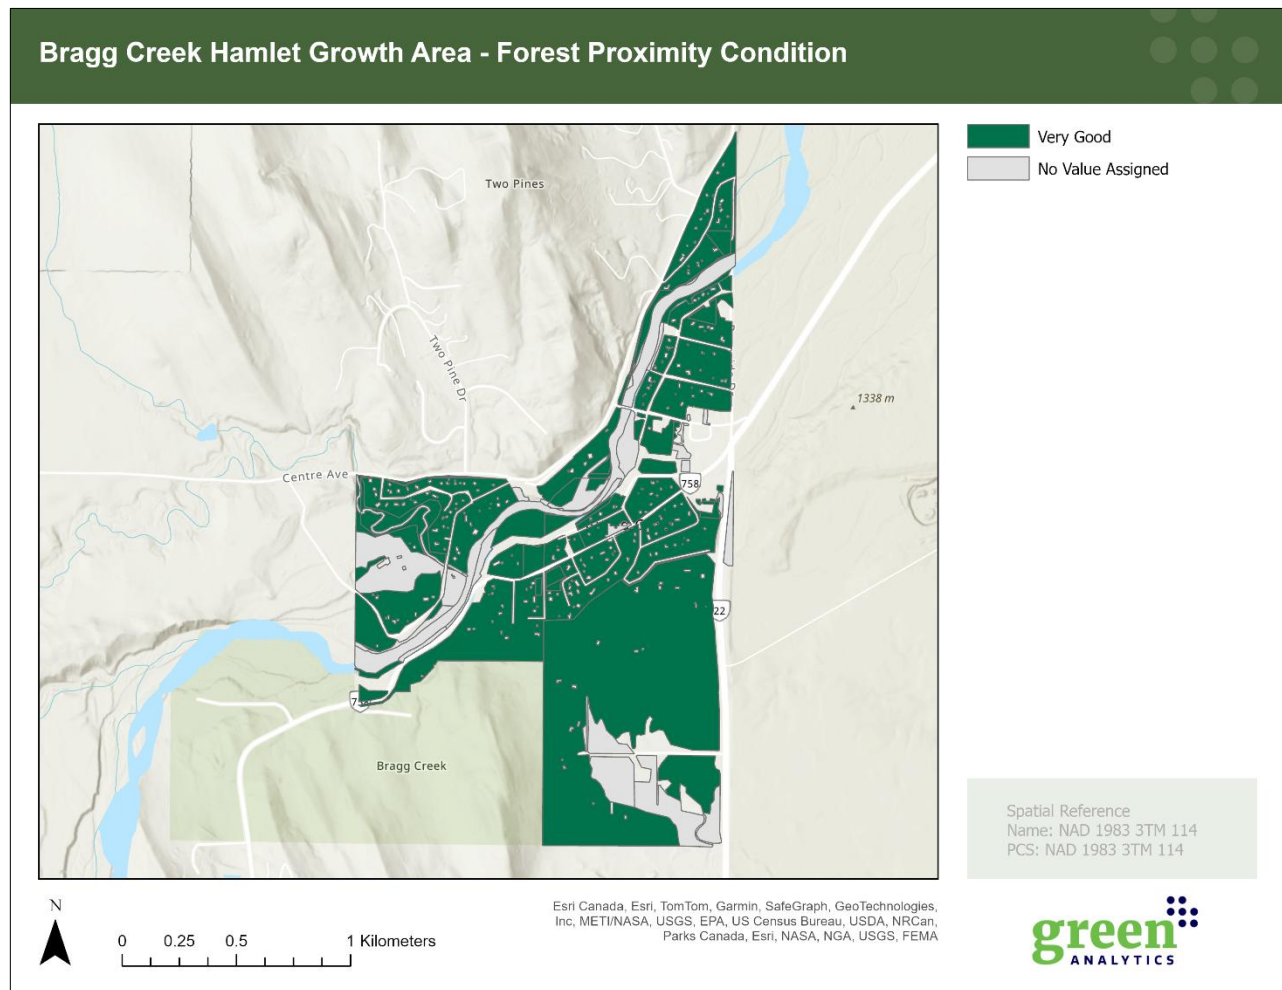 Bragg Creek Hamlet Growth Area - Forest Proximity Condition
Very Good
No Value Assigned
Two Pines
Two Pine Dr
1338 m
Centre Ave
758
22
Bragg Creek
Spatial Reference
Name: NAD 1983 3TM 114
PCS: NAD 1983 3TM 114
N
0 0.25 0.5 1 Kilometers
Esri Canada, Esri, TomTom, Garmin, SafeGraph, GeoTechnologies,
Inc, METI/NASA, USGS, EPA, US Census Bureau, USDA, NRCan,
Parks Canada, Esri, NASA, NGA, USGS, FEMA
green
ANALYTICS